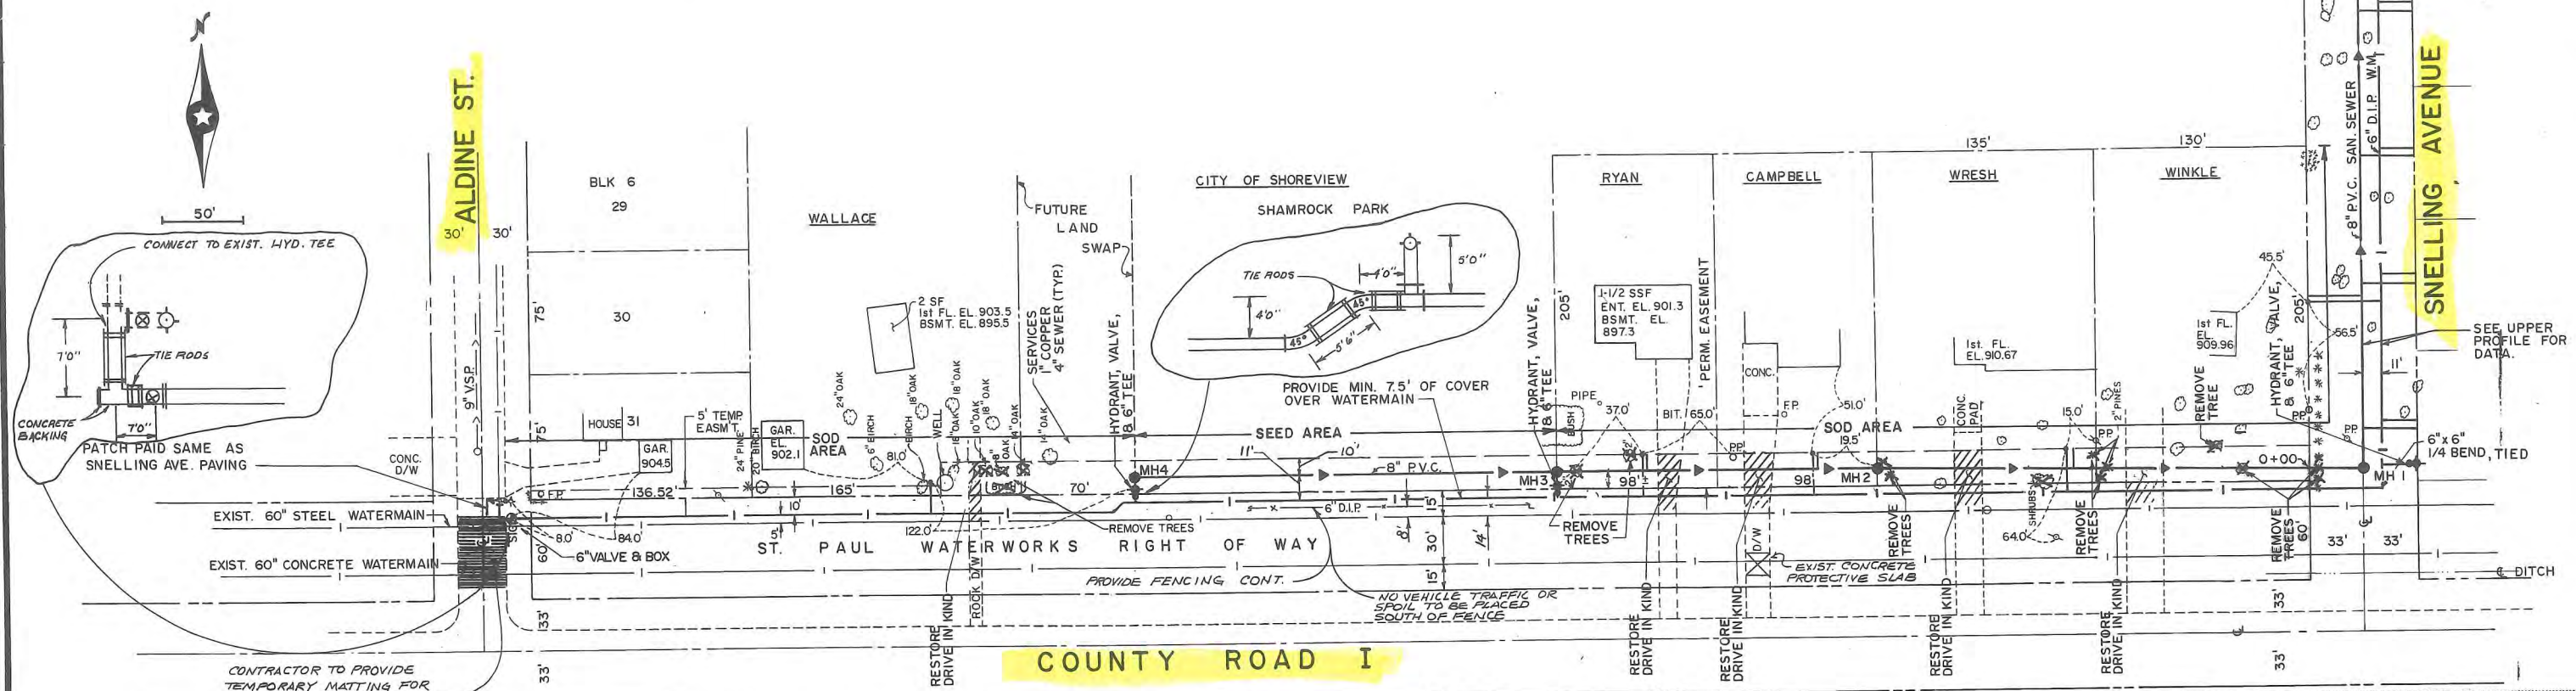 N
50'
CONNECT TO EXIST. HYD. TEE
7'0"
TIE RODS
CONCRETE
BACKING
7'0"
PATCH PAID SAME AS
SNELLING AVE. PAVING
CONC.
D/W
EXIST. 60" STEEL WATERMAIN
EXIST. 60" CONCRETE WATERMAIN
CONTRACTOR TO PROVIDE
TEMPORARY MATTING FOR
ALDINE ST.
30'
30'
9" V.S.P.
SIGN
8.0'
84.0'
6" VALVE & BOX
60'
33'
33'
BLK 6
29
30
75'
75'
HOUSE 31
GAR.
904.5
F.P.
136.52'
5' TEMP.
EASM'T
24" PINE
20" BIRCH
GAR.
EL.
902.1
SOD
AREA
WALLACE
2 SF
1st FL. EL. 903.5
BSMT. EL. 895.5
24" OAK
6" BIRCH
81.0'
BIRCH
18" OAK
WELL
18" OAK
18" OAK
10" OAK
18" OAK
OAK
14" OAK
14" OAK
165'
10'
5'
122.0'
70'
REMOVE TREES
ROCK D/W
RESTORE
DRIVE IN KIND
FUTURE
LAND
SWAP
SERVICES
1" COPPER
4" SEWER (TYP.)
HYDRANT, VALVE,
& 6" TEE
MH4
CITY OF SHOREVIEW
SHAMROCK PARK
TIE RODS
4'0"
5'0"
4'0"
45°
45°
5'6"
PROVIDE MIN. 7.5' OF COVER
OVER WATERMAIN
SEED AREA
11'
10'
8" P.V.C.
6" D.I.P.
15'
8'
30'
14'
15'
ST. PAUL WATERWORKS RIGHT OF WAY
PROVIDE FENCING CONT.
NO VEHICLE TRAFFIC OR
SPOIL TO BE PLACED
SOUTH OF FENCE
COUNTY ROAD I
HYDRANT, VALVE,
& 6" TEE
205'
MH3
RYAN
1-1/2 SSF
ENT. EL. 901.3
BSMT. EL.
897.3
PIPE
BUSH
37.0'
BIT.
65.0'
98'±
REMOVE
TREES
RESTORE
DRIVE IN KIND
PERM. EASEMENT
CAMPBELL
CONC.
F.P.
P.P.
51.0'
19.5'
SOD AREA
98'
MH2
D/W
EXIST. CONCRETE
PROTECTIVE SLAB
RESTORE
DRIVE IN KIND
REMOVE
TREES
135'
WRESH
1st. FL.
EL. 910.67
CONC.
PAD
15.0'
P.P.
2" PINES
SHRUBS
64.0'
REMOVE
TREES
RESTORE
DRIVE IN KIND
130'
WINKLE
1st FL.
EL.
909.96
REMOVE
TREE
45.5'
HYDRANT, VALVE,
& 6" TEE
P.P.
205'
56.5'
0+00
REMOVE
TREES
60'
RESTORE
DRIVE IN KIND
33'
33'
8" P.V.C. SAN. SEWER
6" D.I.P. W.M.
SNELLING AVENUE
SEE UPPER
PROFILE FOR
DATA.
11'
P.P.
6" x 6"
1/4 BEND, TIED
MH 1
33'
33'
DITCH